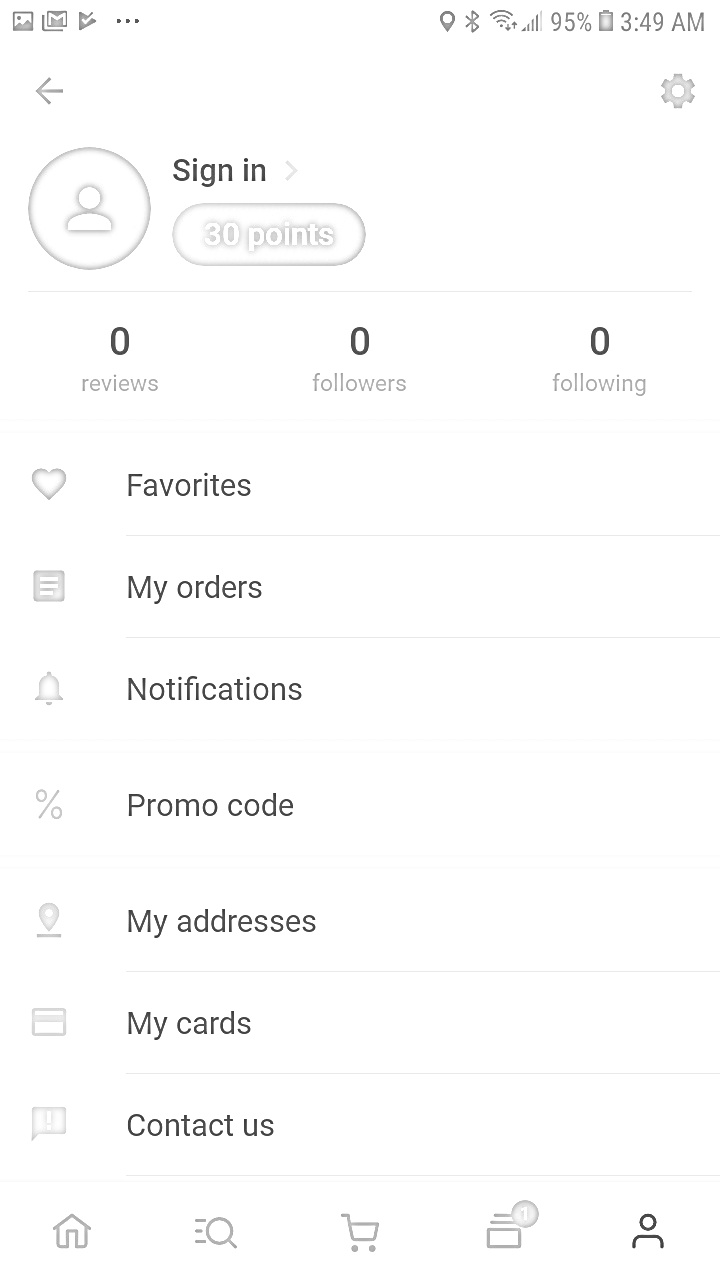 95% 3:49 AM
Sign in
30 points
0 0 0
reviews followers following
Favorites
My orders
Notifications
% Promo code
My addresses
My cards
Contact us
1